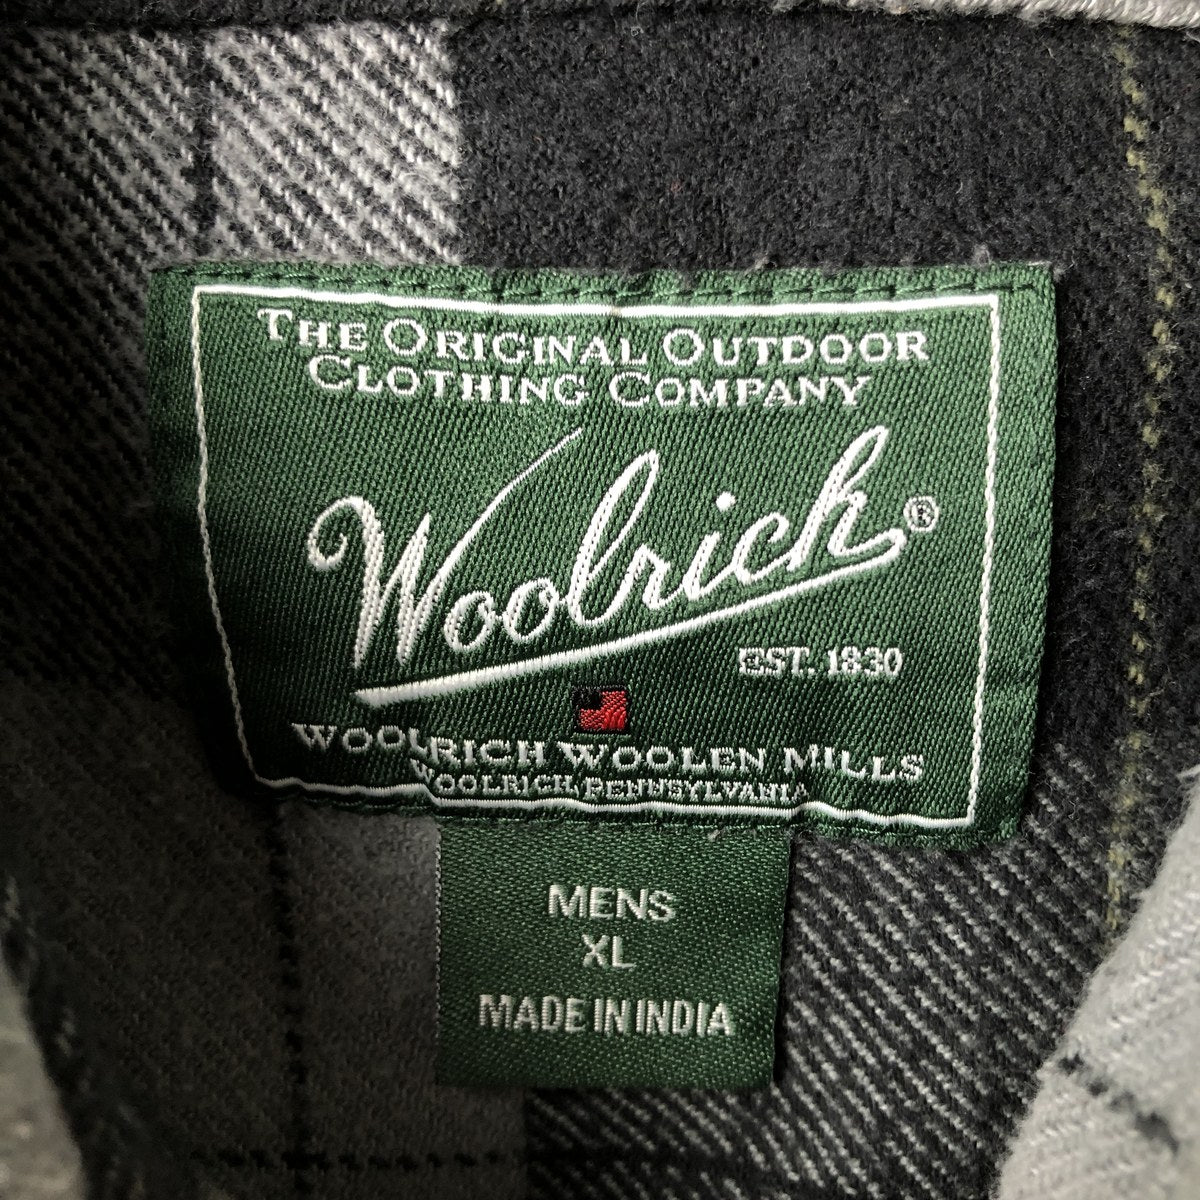 THE ORIGINAL OUTDOOR
CLOTHING COMPANY
Woolrich®
EST. 1830
WOOLRICH WOOLEN MILLS
WOOLRICH, PENNSYLVANIA
MENS
XL
MADE IN INDIA